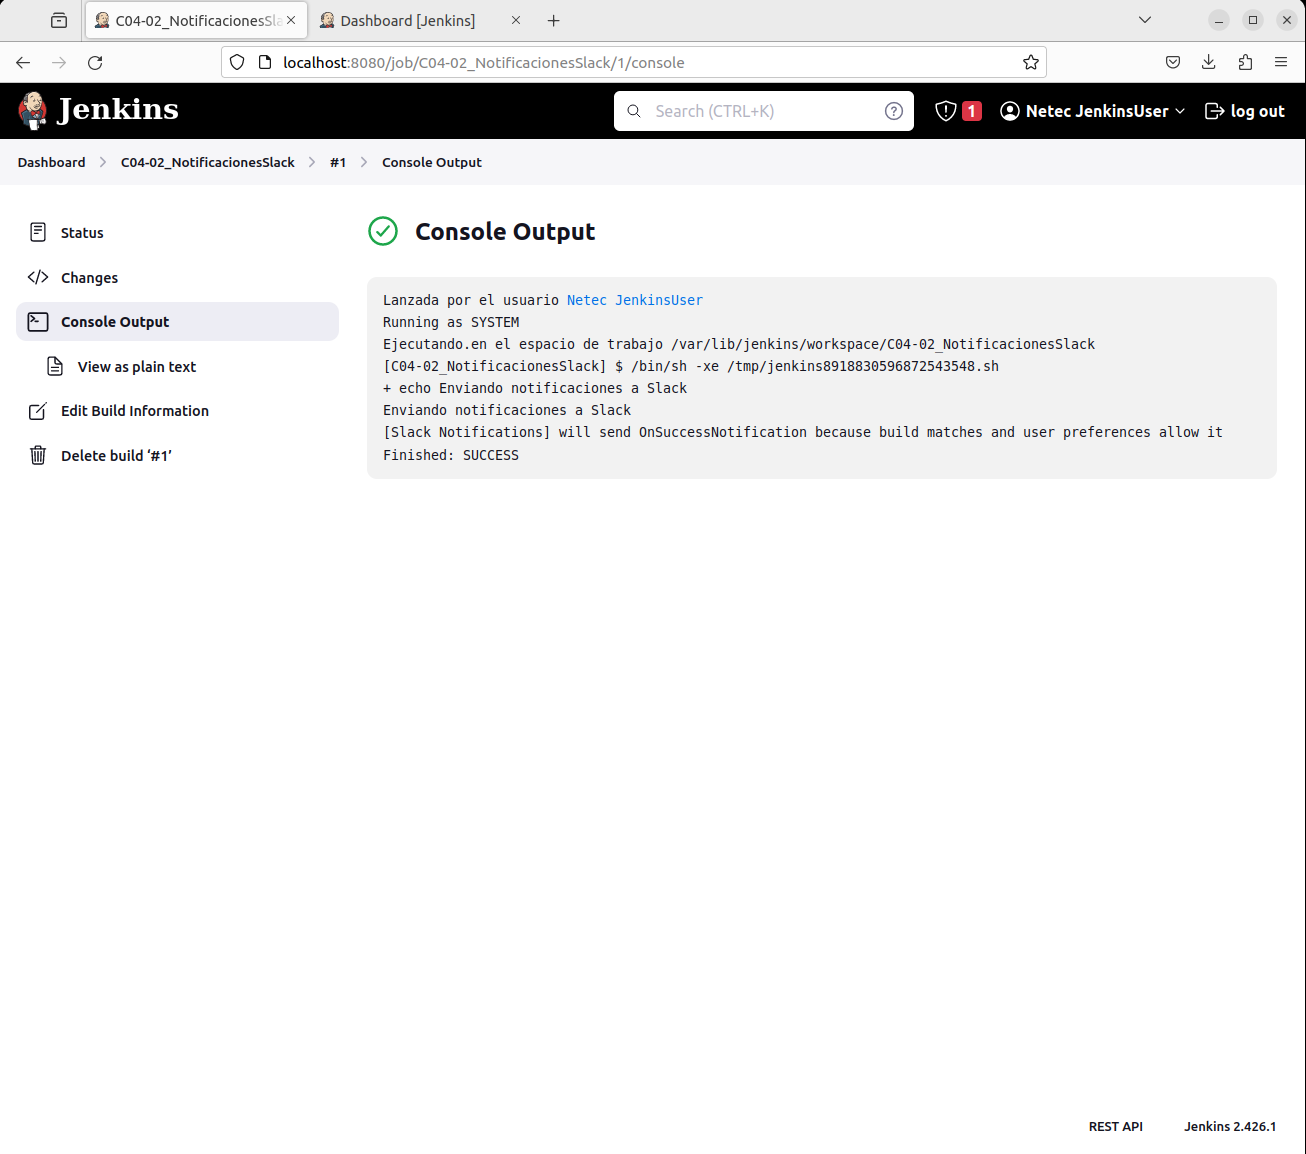 C04-02_NotificacionesSla
Dashboard [Jenkins]
localhost:8080/job/C04-02_NotificacionesSlack/1/console
Jenkins
Search (CTRL+K)
1
Netec JenkinsUser
log out
Dashboard
C04-02_NotificacionesSlack
#1
Console Output
Status
Changes
Console Output
View as plain text
Edit Build Information
Delete build ‘#1’
Console Output
Lanzada por el usuario Netec JenkinsUser
Running as SYSTEM
Ejecutando.en el espacio de trabajo /var/lib/jenkins/workspace/C04-02_NotificacionesSlack
[C04-02_NotificacionesSlack] $ /bin/sh -xe /tmp/jenkins8918830596872543548.sh
+ echo Enviando notificaciones a Slack
Enviando notificaciones a Slack
[Slack Notifications] will send OnSuccessNotification because build matches and user preferences allow it
Finished: SUCCESS
REST API
Jenkins 2.426.1